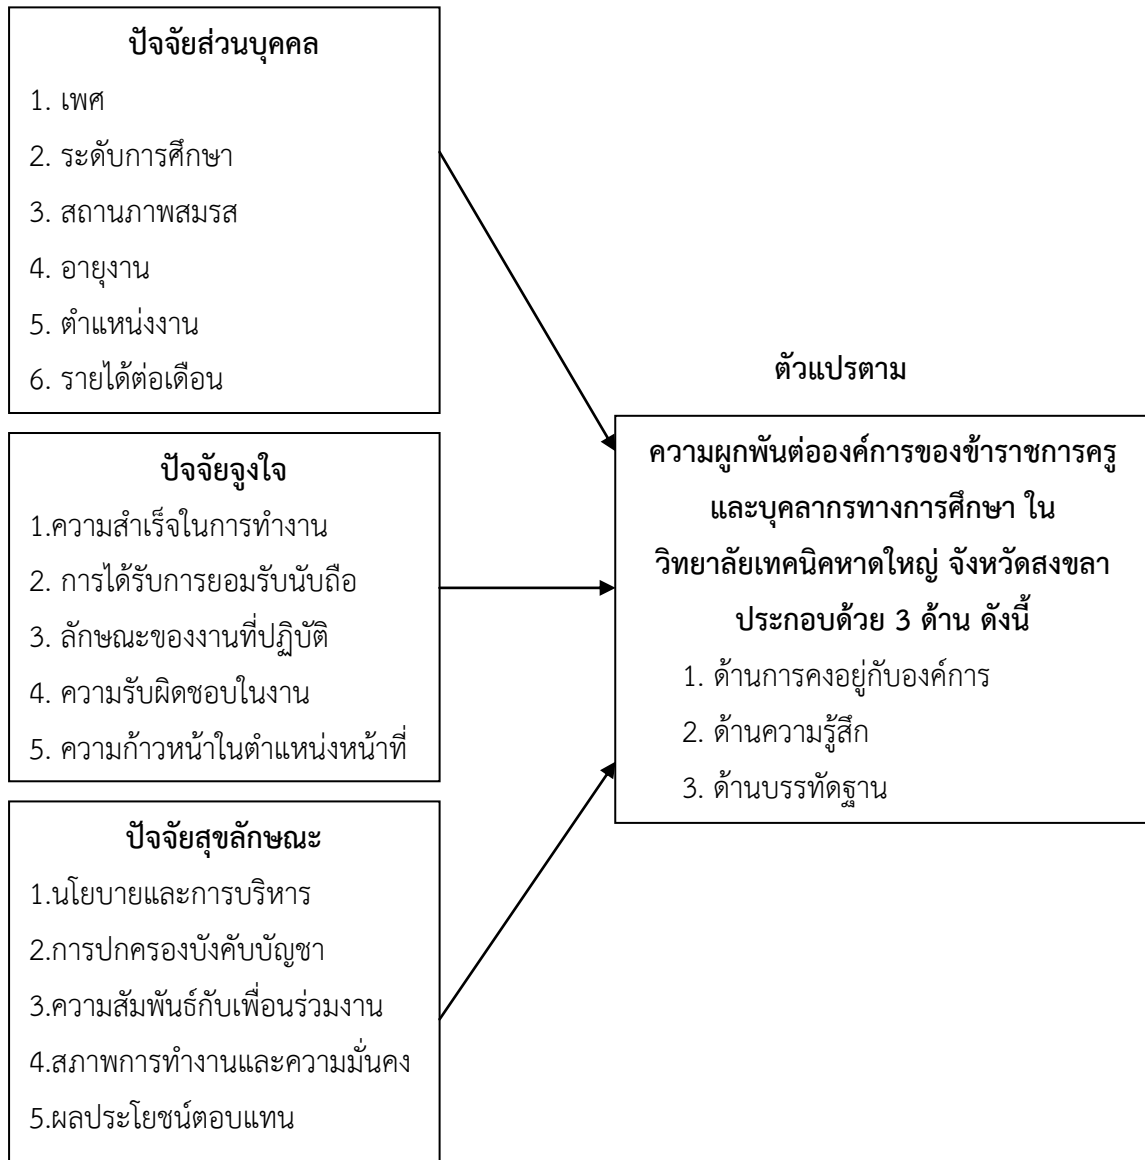 ปัจจัยส่วนบุคคล
1. เพศ
2. ระดับการศึกษา
3. สถานภาพสมรส
4. อายุงาน
5. ตำแหน่งงาน
6. รายได้ต่อเดือน
ปัจจัยจูงใจ
1.ความสำเร็จในการทำงาน
2. การได้รับการยอมรับนับถือ
3. ลักษณะของงานที่ปฏิบัติ
4. ความรับผิดชอบในงาน
5. ความก้าวหน้าในตำแหน่งหน้าที่
ปัจจัยสุขลักษณะ
1.นโยบายและการบริหาร
2.การปกครองบังคับบัญชา
3.ความสัมพันธ์กับเพื่อนร่วมงาน
4.สภาพการทำงานและความมั่นคง
5.ผลประโยชน์ตอบแทน
ตัวแปรตาม
ความผูกพันต่อองค์การของข้าราชการครู
และบุคลากรทางการศึกษา ใน
วิทยาลัยเทคนิคหาดใหญ่ จังหวัดสงขลา
ประกอบด้วย 3 ด้าน ดังนี้
1. ด้านการคงอยู่กับองค์การ
2. ด้านความรู้สึก
3. ด้านบรรทัดฐาน